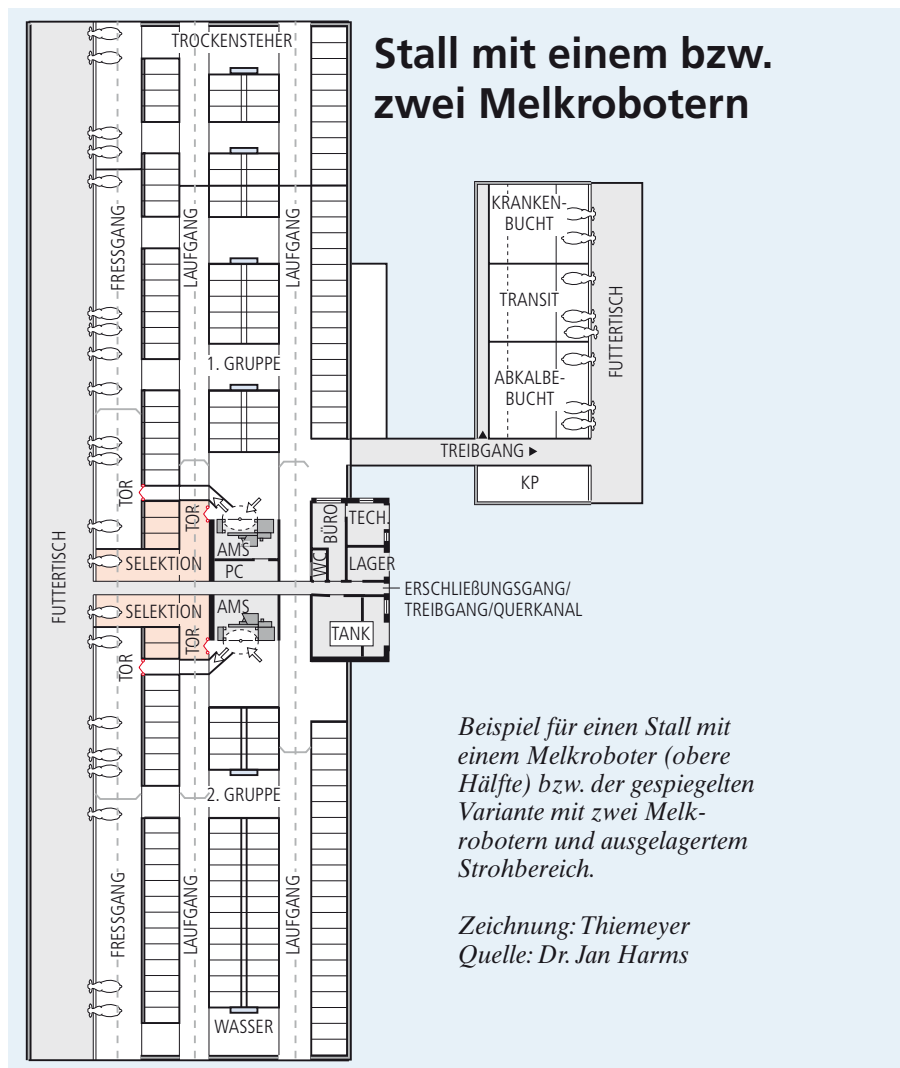 Stall mit einem bzw.
zwei Melkrobotern
TROCKENSTEHER
FRESSGANG
LAUFGANG
LAUFGANG
1. GRUPPE
KRANKEN-
BUCHT
TRANSIT
ABKALBE-
BUCHT
FUTTERTISCH
TREIBGANG
KP
TOR
TOR
AMS
PC
SELEKTION
BÜRO
WC
TECH.
LAGER
ERSCHLIESSUNGSGANG/
TREIBGANG/QUERKANAL
FUTTERTISCH
SELEKTION
AMS
TANK
TOR
TOR
2. GRUPPE
FRESSGANG
LAUFGANG
LAUFGANG
WASSER
Beispiel für einen Stall mit
einem Melkroboter (obere
Hälfte) bzw. der gespiegelten
Variante mit zwei Melk-
robotern und ausgelagertem
Strohbereich.
Zeichnung: Thiemeyer
Quelle: Dr. Jan Harms